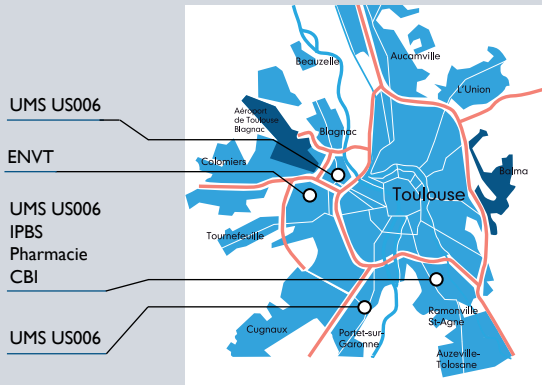 UMS US006
ENVT
UMS US006
IPBS
Pharmacie
CBI
UMS US006
Beauzelle
Aucamville
L'Union
Aéroport
de Toulouse
Blagnac
Blagnac
Colomiers
Balma
Toulouse
Tournefeuille
Cugnaux
Portet-sur-
Garonne
Ramonville
St-Agne
Auzeville-
Tolosane